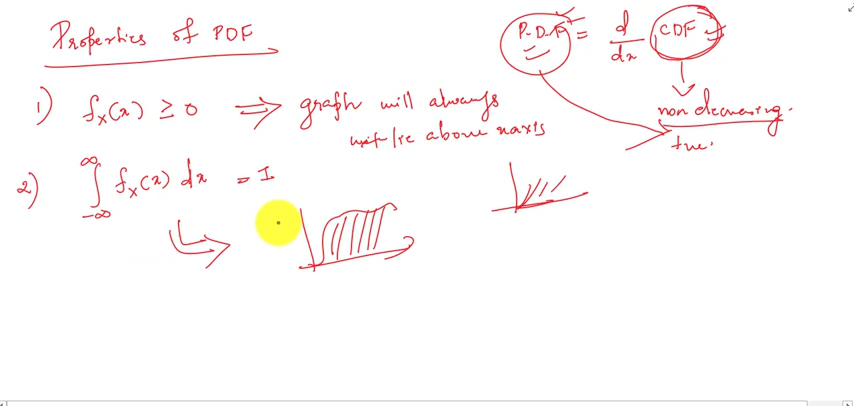 Properties of PDF
P.D.F = d/dx CDF
1) fₓ(x) ≥ 0 ⇒ graph will always
above x axis
non decreasing.
+ve.
2) ∫_{-∞}^{∞} fₓ(x) dx = 1